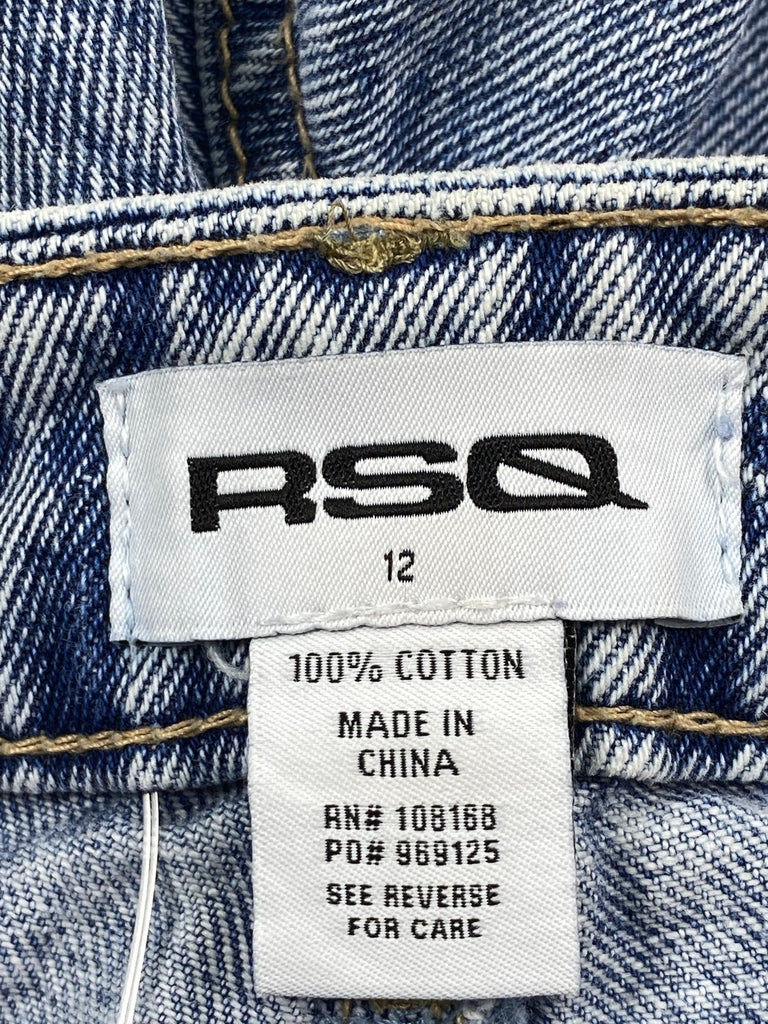 RSQ
12
100% COTTON
MADE IN
CHINA
RN# 108168
PO# 969125
SEE REVERSE
FOR CARE